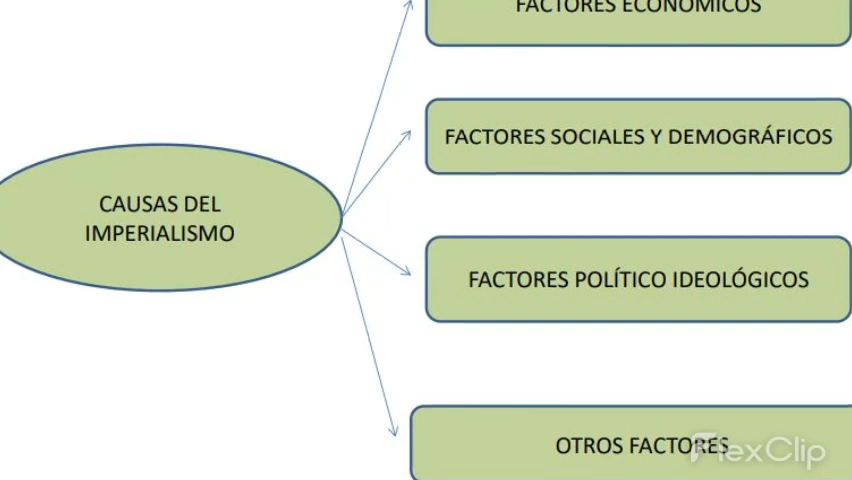 FACTORES ECONÓMICOS
FACTORES SOCIALES Y DEMOGRÁFICOS
CAUSAS DEL
IMPERIALISMO
FACTORES POLÍTICO IDEOLÓGICOS
OTROS FACTORES
FlexClip